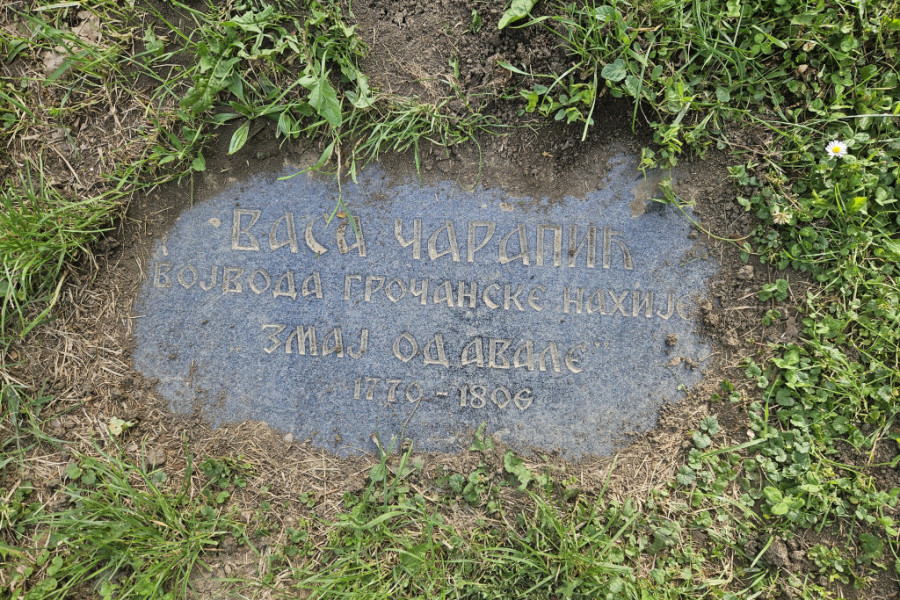 ВАСА ЧАРАПИЋ
ВОЈВОДА ГРОЧАНСКЕ НАХИЈЕ
„ЗМАЈ ОД АВАЛЕ"
1770 - 1806